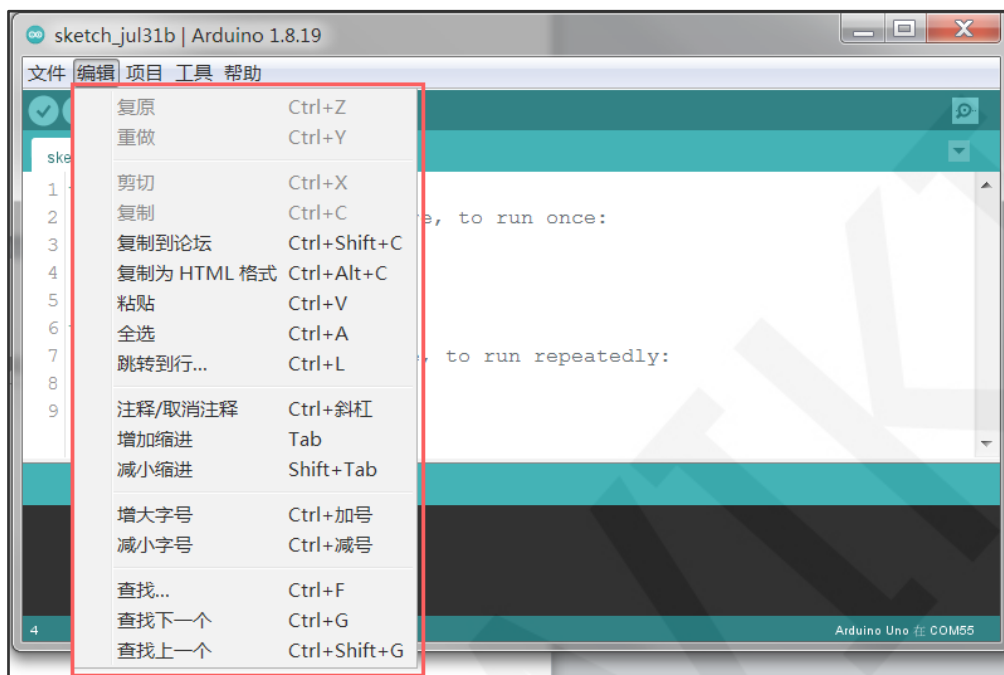 sketch_jul31b | Arduino 1.8.19
文件 编辑 项目 工具 帮助
复原 Ctrl+Z
重做 Ctrl+Y
ske
1
剪切 Ctrl+X
2
复制 Ctrl+C
e, to run once:
3
复制到论坛 Ctrl+Shift+C
4
复制为 HTML 格式 Ctrl+Alt+C
5
粘贴 Ctrl+V
6
全选 Ctrl+A
7
跳转到行... Ctrl+L
, to run repeatedly:
8
9
注释/取消注释 Ctrl+斜杠
增加缩进 Tab
减小缩进 Shift+Tab
增大字号 Ctrl+加号
减小字号 Ctrl+减号
查找... Ctrl+F
查找下一个 Ctrl+G
4
Arduino Uno 在 COM55
查找上一个 Ctrl+Shift+G